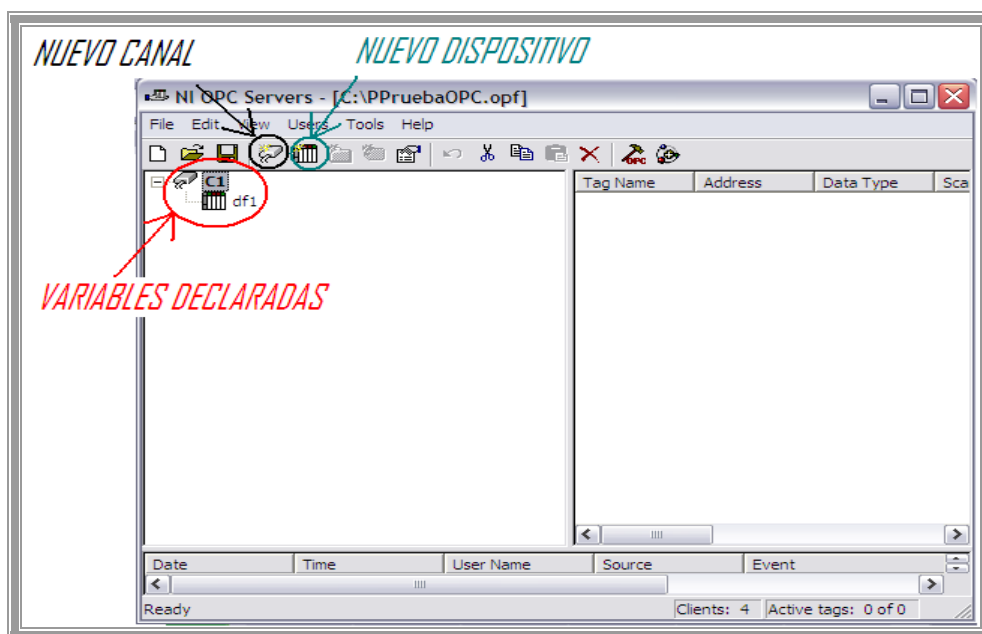 NUEVO CANAL
NUEVO DISPOSITIVO
NI OPC Servers - [C:\PPruebaOPC.opf]
File Edit View Users Tools Help
OPC
C1
df1
Tag Name Address Data Type Sca
VARIABLES DECLARADAS
Date Time User Name Source Event
Ready Clients: 4 Active tags: 0 of 0